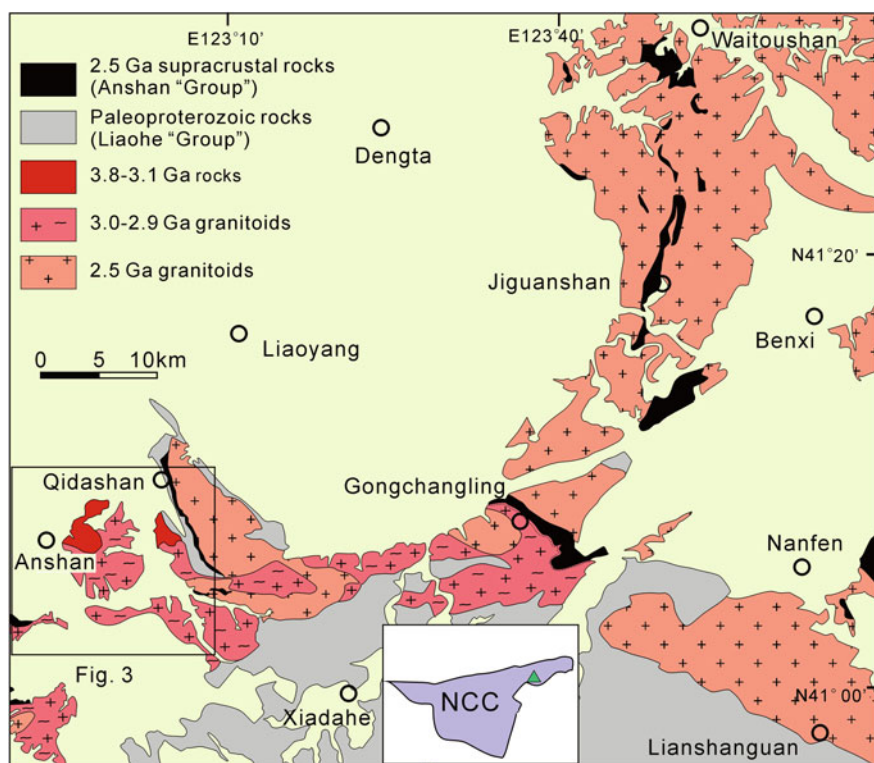 E123°10'
E123°40'
Waitoushan
2.5 Ga supracrustal rocks
(Anshan “Group”)
Paleoproterozoic rocks
(Liaohe “Group”)
Dengta
3.8-3.1 Ga rocks
3.0-2.9 Ga granitoids
2.5 Ga granitoids
N41°20'
Jiguanshan
Benxi
Liaoyang
0 5 10km
Qidashan
Gongchangling
Anshan
Nanfen
Fig. 3
NCC
N41°00'
Xiadahe
Lianshanguan